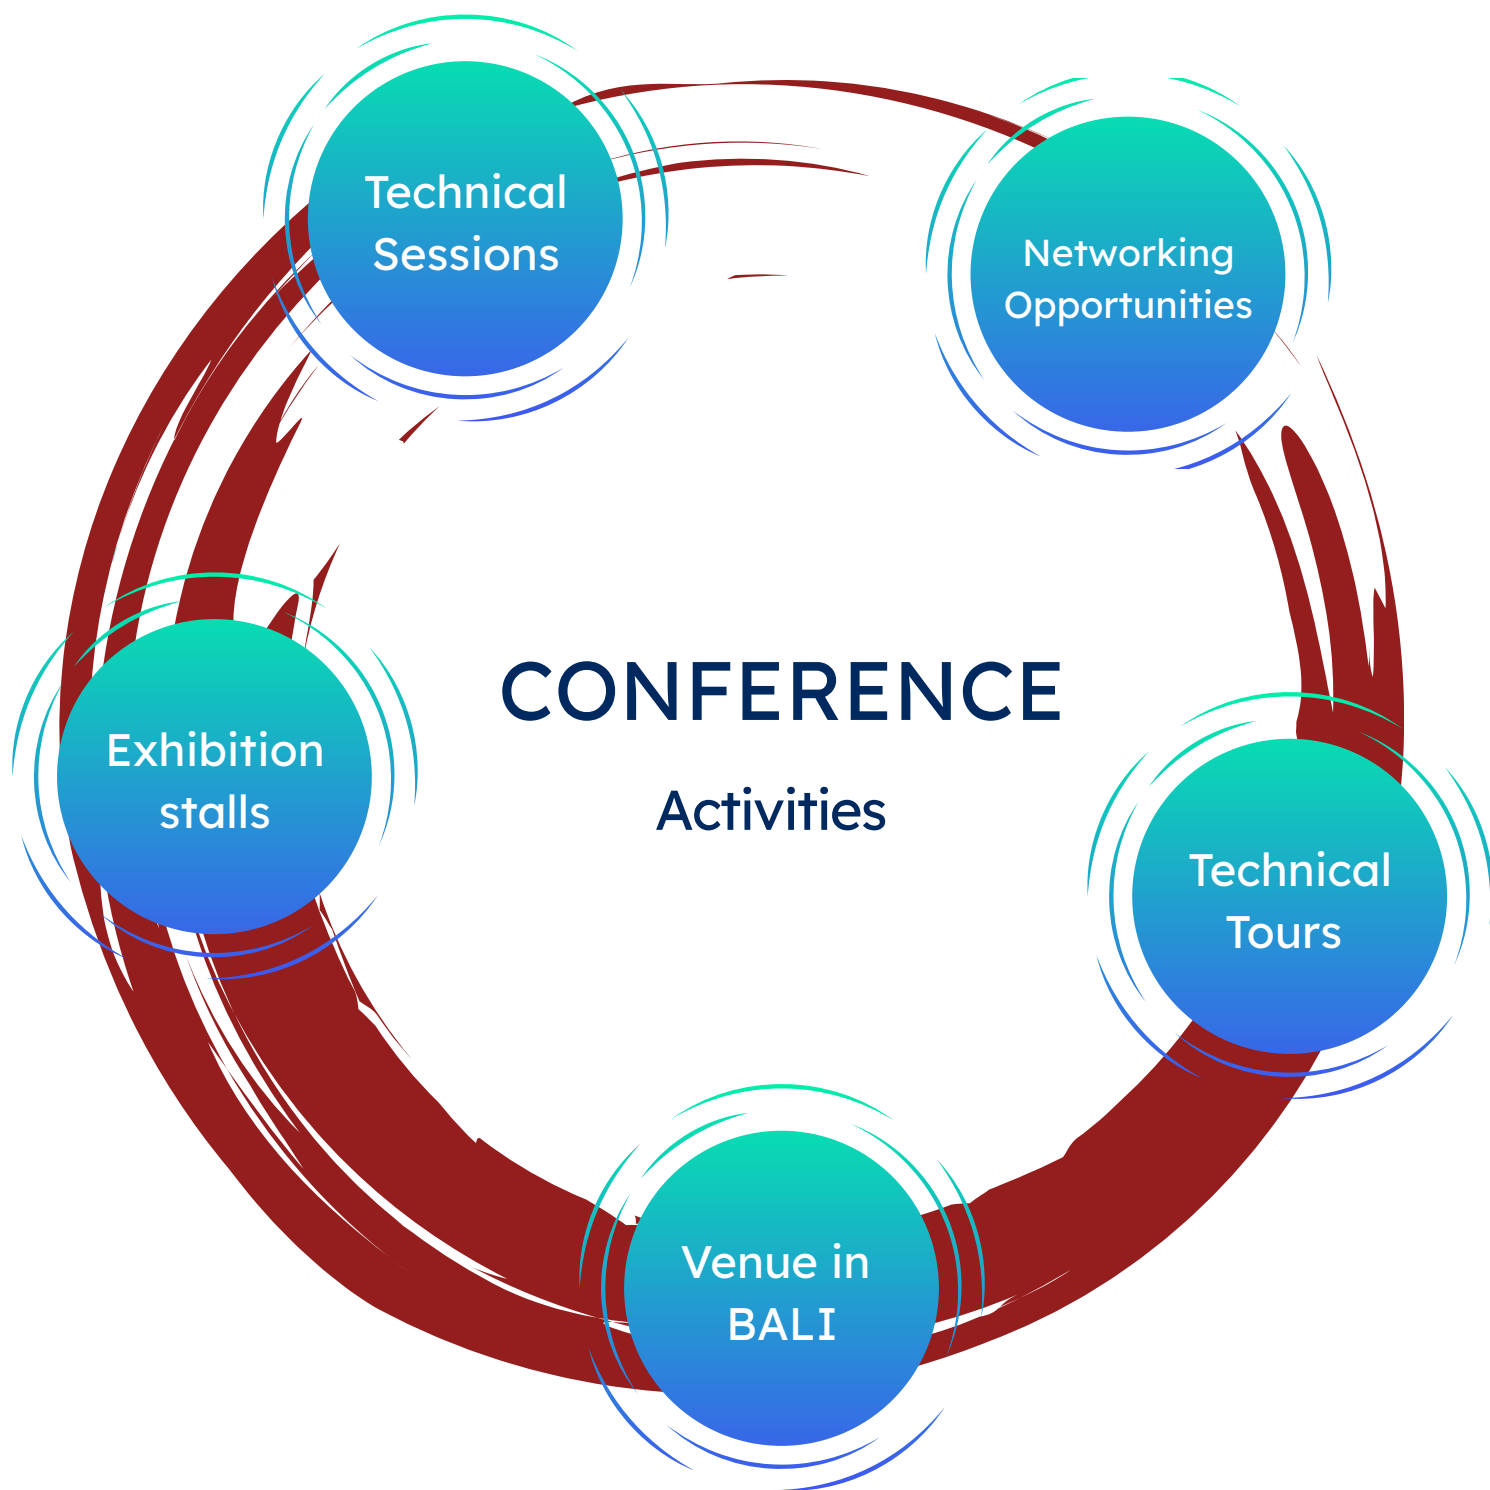 Technical
Sessions
Networking
Opportunities
CONFERENCE
Activities
Exhibition
stalls
Technical
Tours
Venue in
BALI